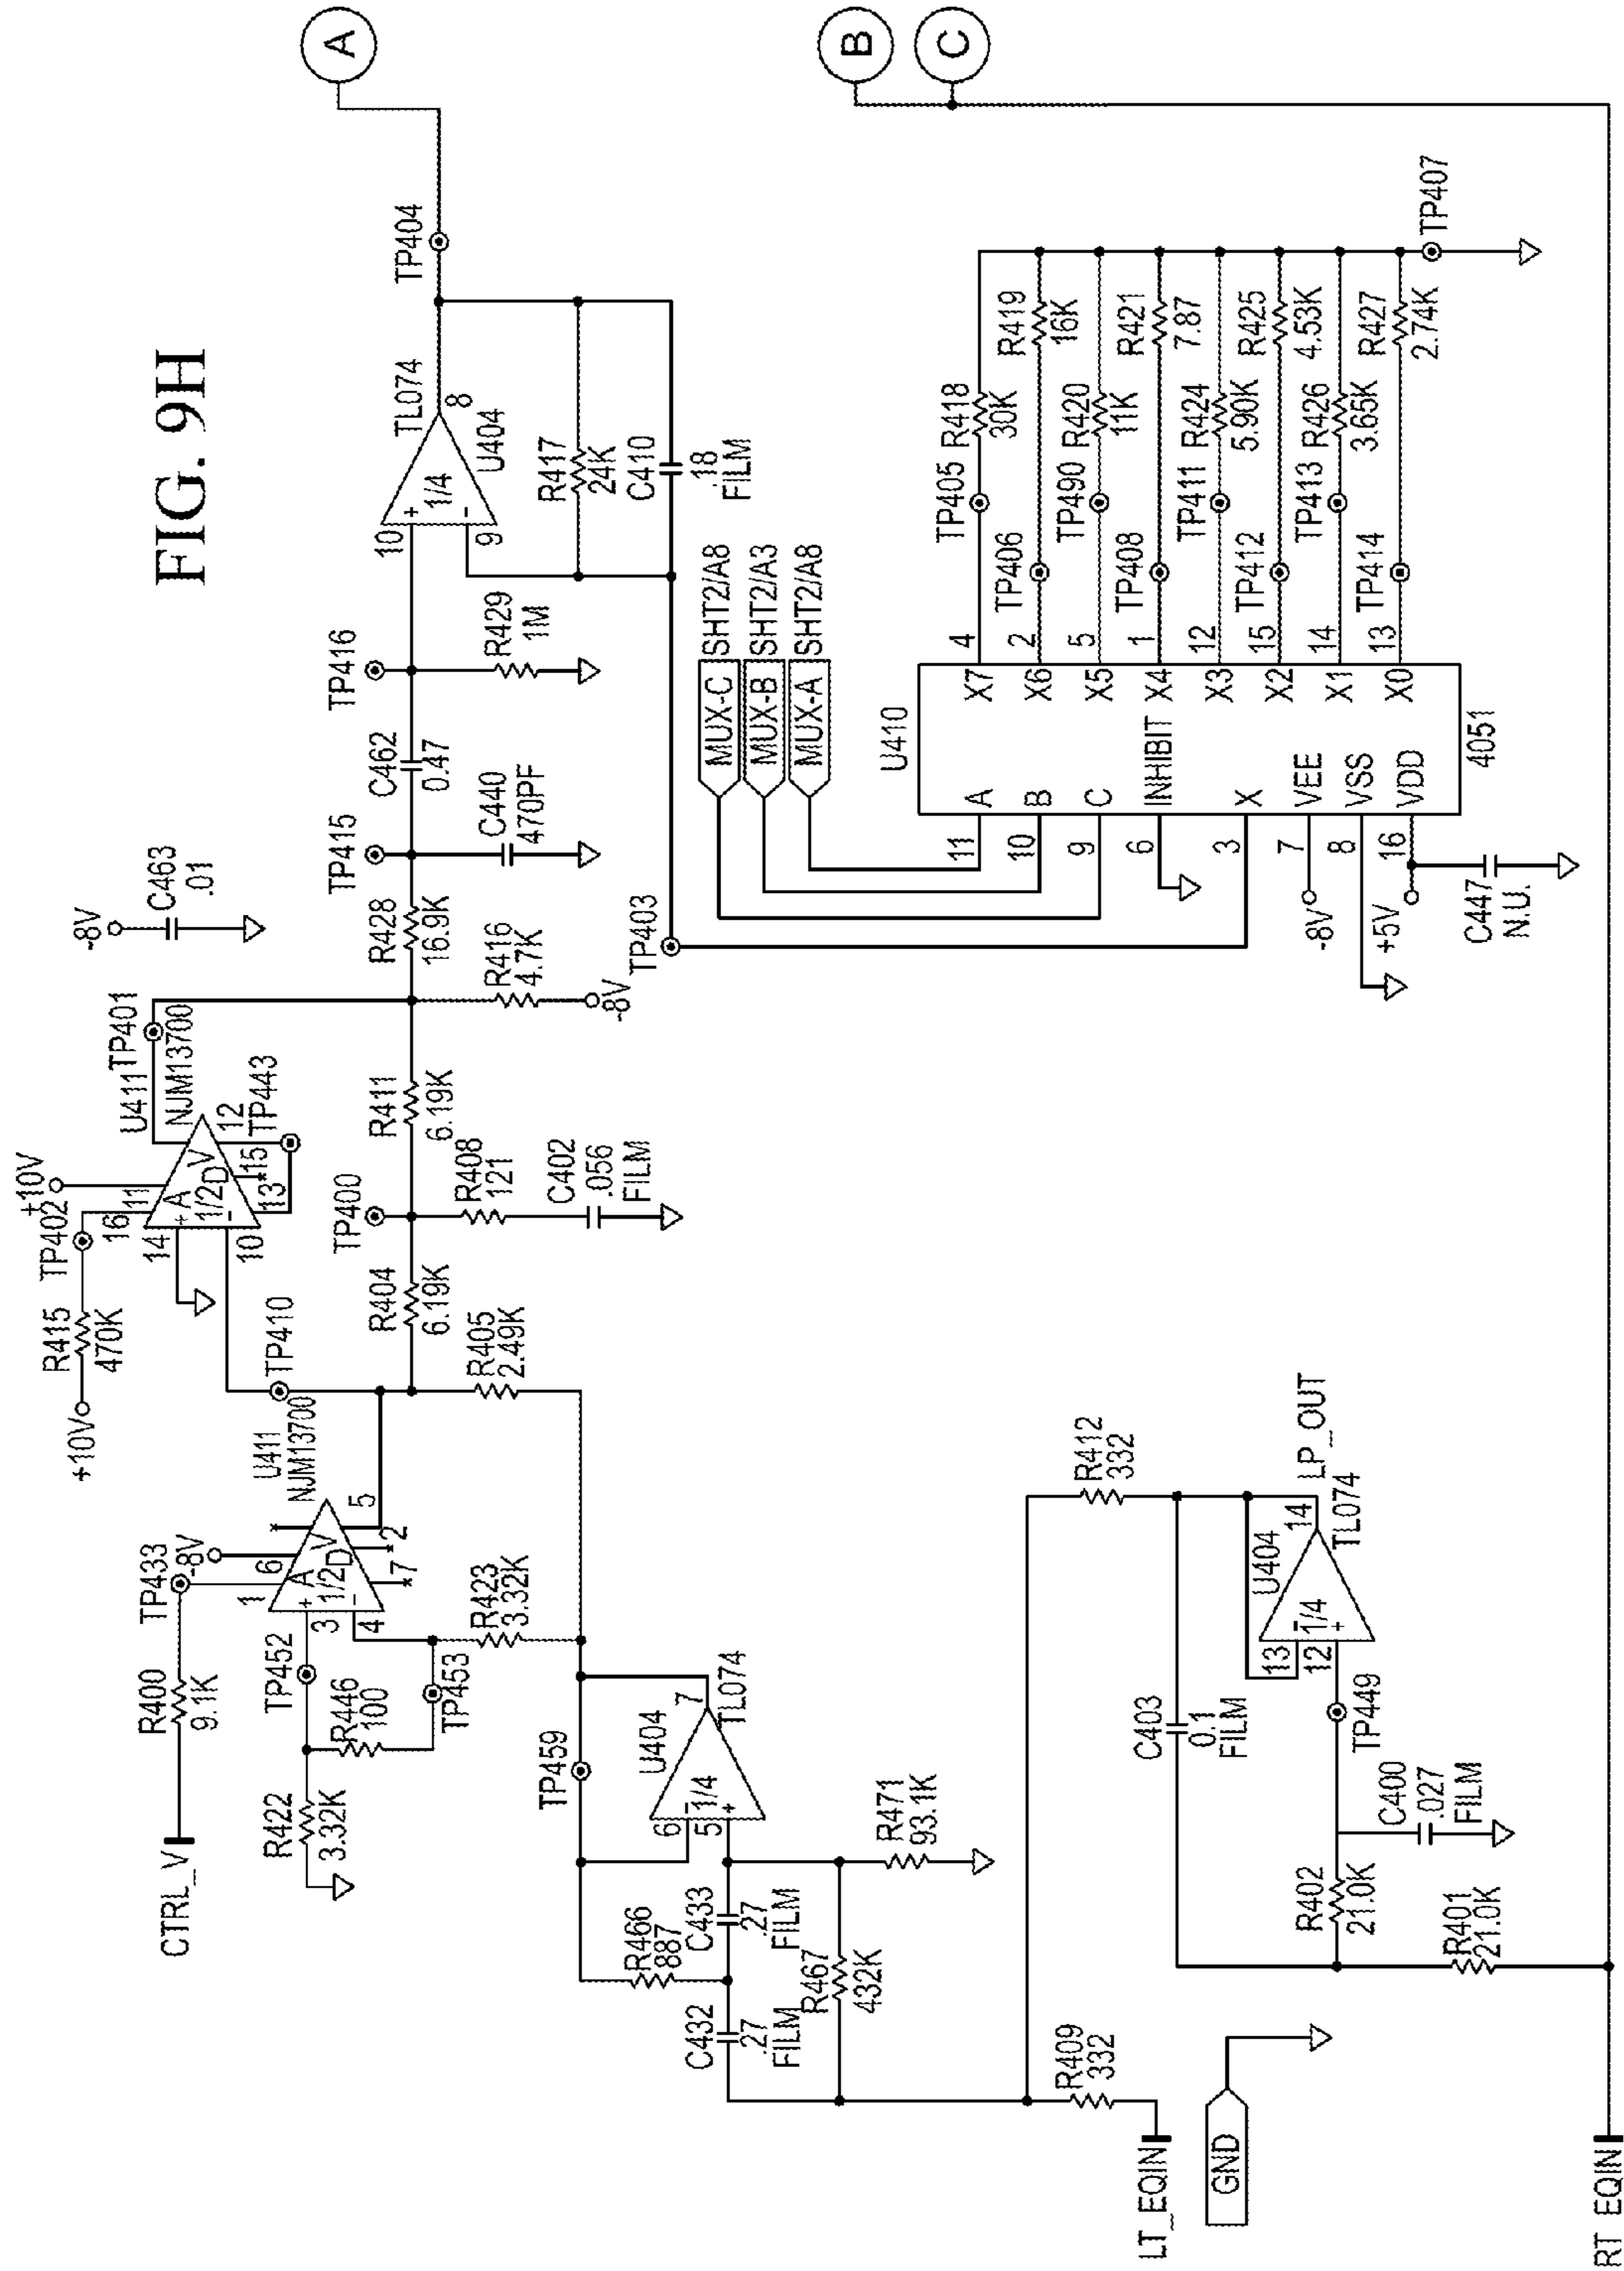 FIG. 9H
A
B
C
-8V
C463
.01
+10V
TP402
R415
470K
+10V
16
11
14
10
A
+
1/2
-
D
V
13
15
12
U411
TP401
NJM13700
TP443
TP410
U411
NJM13700
TP433
-8V
1
6
R400
9.1K
CTRL_V
A
+
1/2
-
D
V
3
4
5
2
7
TP452
R446
100
TP453
R422
3.32K
R423
3.32K
R405
2.49K
R404
6.19K
TP400
R408
121
C402
.056
FILM
R411
6.19K
R428
16.9K
R416
4.7K
-8V
TP415
C440
470PF
C462
0.47
TP416
R429
1M
10
9
+
1/4
-
TL074
8
U404
TP404
R417
24K
C410
.18
FILM
TP403
TP459
U404
6
5
-
1/4
+
7
TL074
R466
887
C432
.27
FILM
C433
.27
FILM
R467
432K
R471
93.1K
R409
332
LT_EQIN
GND
RT_EQIN
R412
332
C403
0.1
FILM
U404
13
12
-
1/4
+
14
LP_OUT
TL074
TP449
C400
.027
FILM
R402
21.0K
R401
21.0K
MUX-C
SHT2/A8
MUX-B
SHT2/A3
MUX-A
SHT2/A8
U410
11
A
10
B
9
C
6
INHIBIT
3
X
7
VEE
8
VSS
16
VDD
-8V
+5V
C447
N.U.
4051
X7
4
TP405
R418
30K
X6
2
TP406
R419
16K
X5
5
TP490
R420
11K
X4
1
TP408
R421
7.87
X3
12
TP411
R424
5.90K
X2
15
TP412
R425
4.53K
X1
14
TP413
R426
3.65K
X0
13
TP414
R427
2.74K
TP407